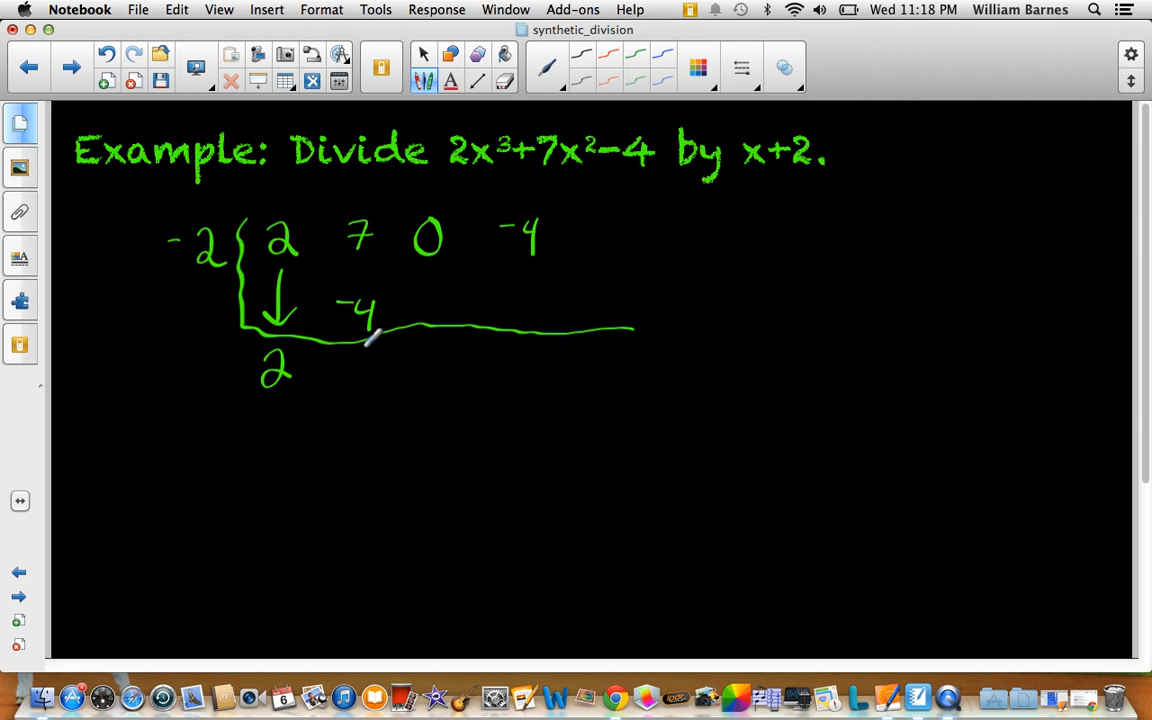 Notebook File Edit View Insert Format Tools Response Window Add-ons Help Wed 11:18 PM William Barnes
synthetic_division
Example: Divide 2x³+7x²-4 by x+2.
-2 2 7 0 -4
-4
2